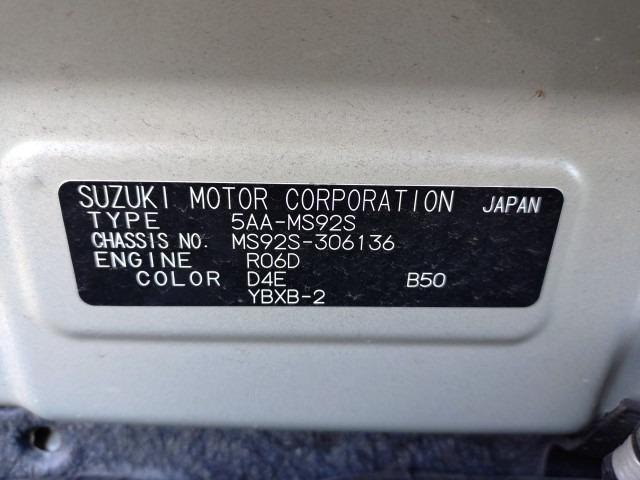 SUZUKI MOTOR CORPORATION JAPAN
TYPE 5AA-MS92S
CHASSIS NO. MS92S-306136
ENGINE R06D
COLOR D4E B50
YBXB-2